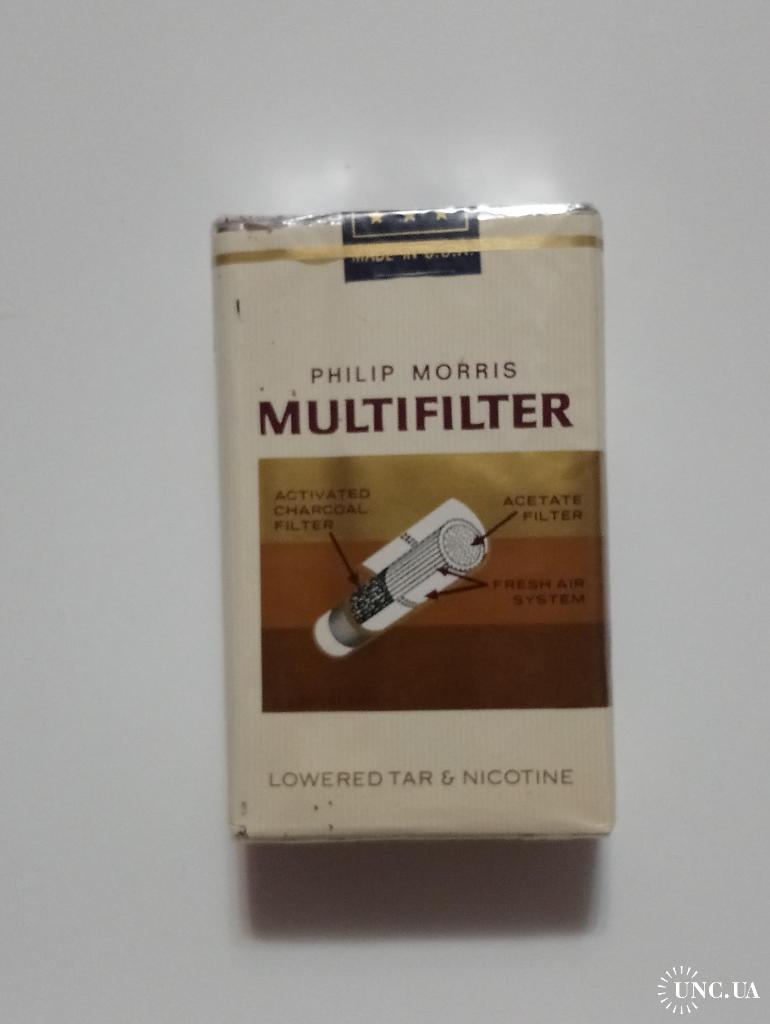 MADE IN U.S.A.
PHILIP MORRIS
MULTIFILTER
ACTIVATED
CHARCOAL
FILTER
ACETATE
FILTER
FRESH AIR
SYSTEM
LOWERED TAR & NICOTINE
UNC.UA